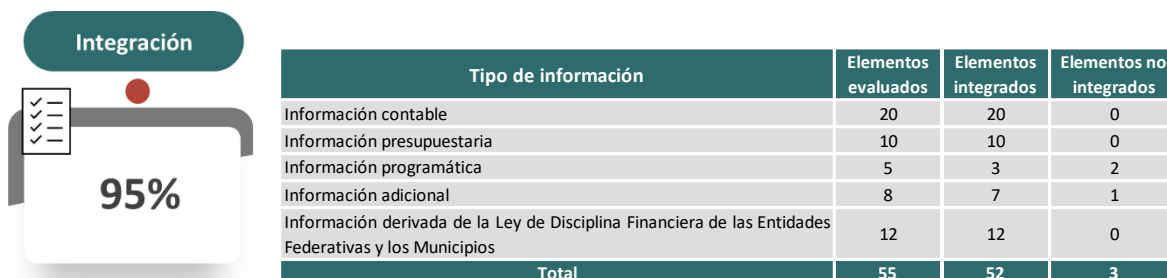 Integración
95%
Tipo de información Elementos evaluados Elementos integrados Elementos no integrados
Información contable 20 20 0
Información presupuestaria 10 10 0
Información programática 5 3 2
Información adicional 8 7 1
Información derivada de la Ley de Disciplina Financiera de las Entidades
Federativas y los Municipios 12 12 0
Total 55 52 3